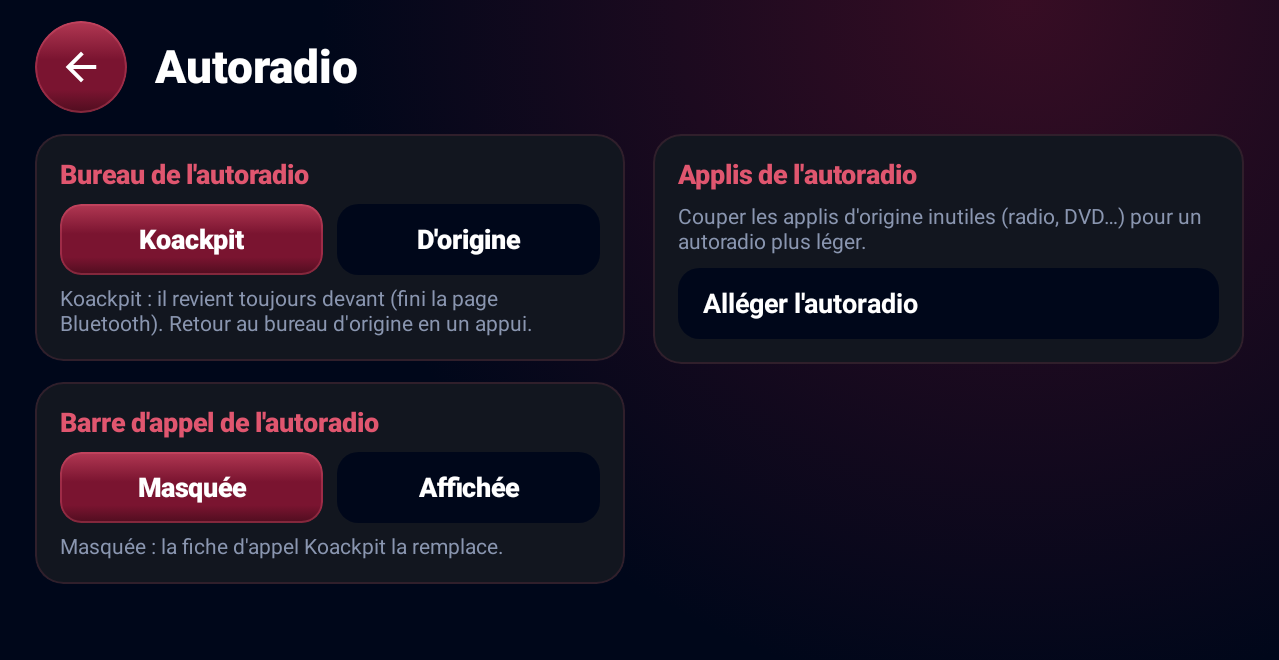 Autoradio
Bureau de l'autoradio
Koackpit
D'origine
Koackpit : il revient toujours devant (fini la page
Bluetooth). Retour au bureau d'origine en un appui.
Barre d'appel de l'autoradio
Masquée
Affichée
Masquée : la fiche d'appel Koackpit la remplace.
Applis de l'autoradio
Couper les applis d'origine inutiles (radio, DVD…) pour un
autoradio plus léger.
Alléger l'autoradio